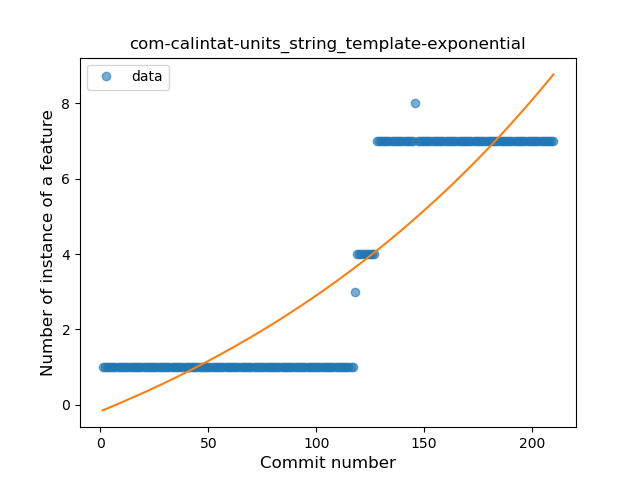 com-calintat-units_string_template-exponential
data
Number of instance of a feature
8
6
4
2
0
0 50 100 150 200
Commit number